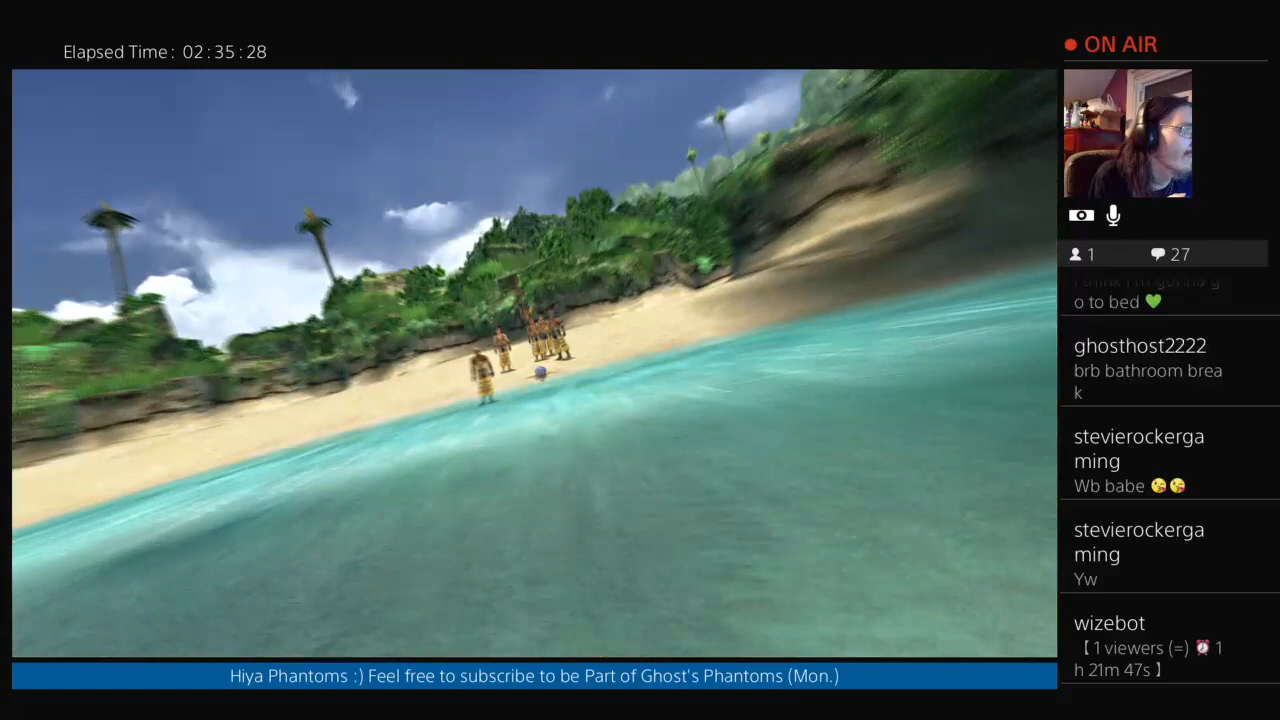 Elapsed Time: 02:35:28
ON AIR
1 27
o to bed 💚
ghosthost2222
brb bathroom brea
k
stevierockerga
ming
Wb babe 😘😘
stevierockerga
ming
Yw
wizebot
【1 viewers (=) ⏰ 1
h 21m 47s】
Hiya Phantoms :) Feel free to subscribe to be Part of Ghost's Phantoms (Mon.)